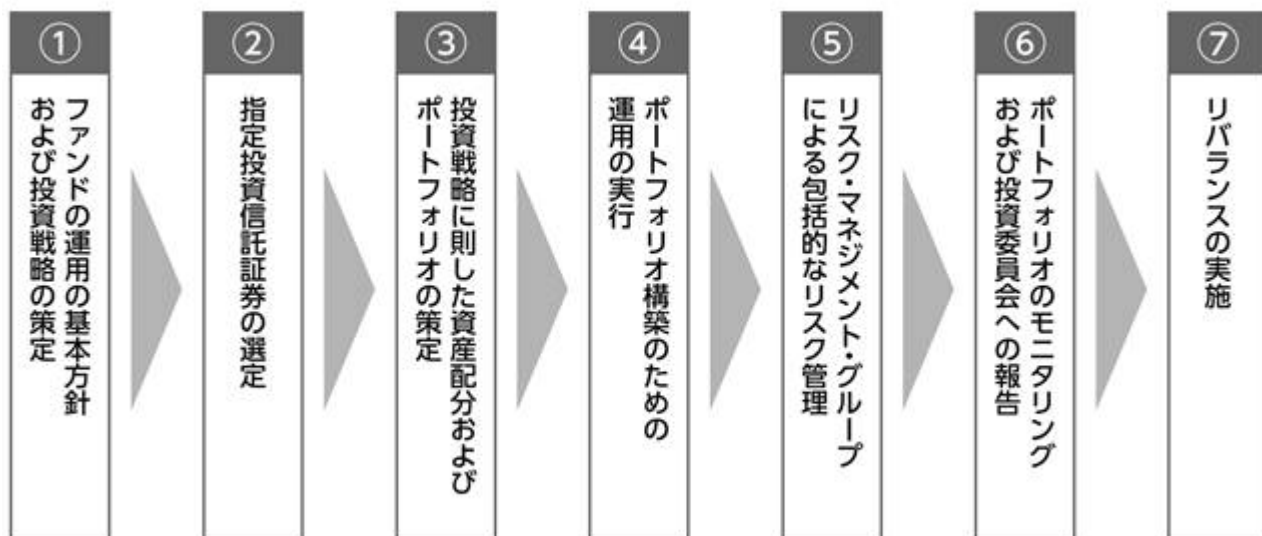 ①
ファンドの運用の基本方針
および投資戦略の策定
②
指定投資信託証券の選定
③
投資戦略に則した資産配分および
ポートフォリオの策定
④
ポートフォリオ構築のための
運用の実行
⑤
リスク・マネジメント・グループ
による包括的なリスク管理
⑥
ポートフォリオのモニタリング
および投資委員会への報告
⑦
リバランスの実施